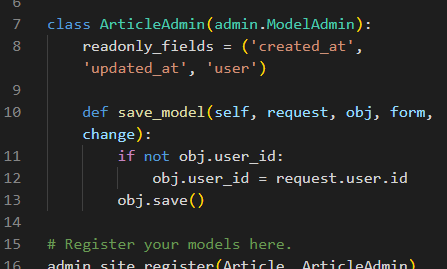 6
7 class ArticleAdmin(admin.ModelAdmin):
8 readonly_fields = ('created_at',
'updated_at', 'user')
9
10 def save_model(self, request, obj, form,
change):
11 if not obj.user_id:
12 obj.user_id = request.user.id
13 obj.save()
14
15 # Register your models here.
16 admin.site.register(Article, ArticleAdmin)